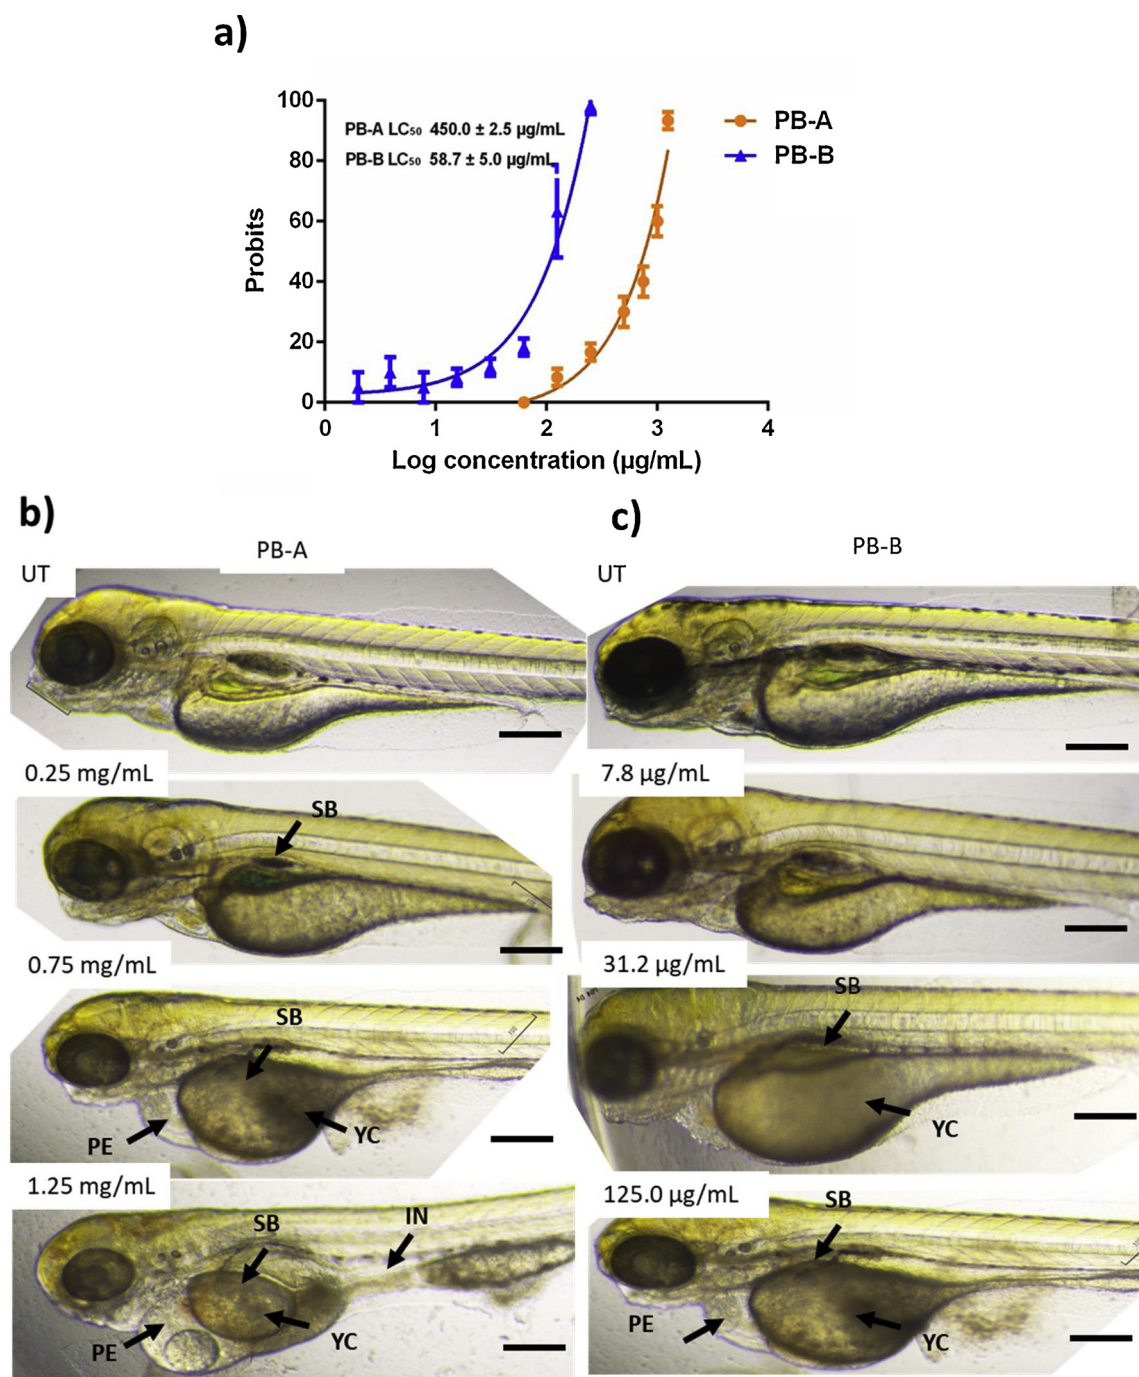 a)
100
80
60
40
20
0
Probits
PB-A LC₅₀ 450.0 ± 2.5 µg/mL
PB-B LC₅₀ 58.7 ± 5.0 µg/mL
PB-A
PB-B
0 1 2 3 4
Log concentration (µg/mL)
b)
PB-A
UT
0.25 mg/mL
SB
0.75 mg/mL
SB
PE
YC
1.25 mg/mL
SB
IN
PE
YC
c)
PB-B
UT
7.8 µg/mL
31.2 µg/mL
SB
YC
125.0 µg/mL
SB
PE
YC